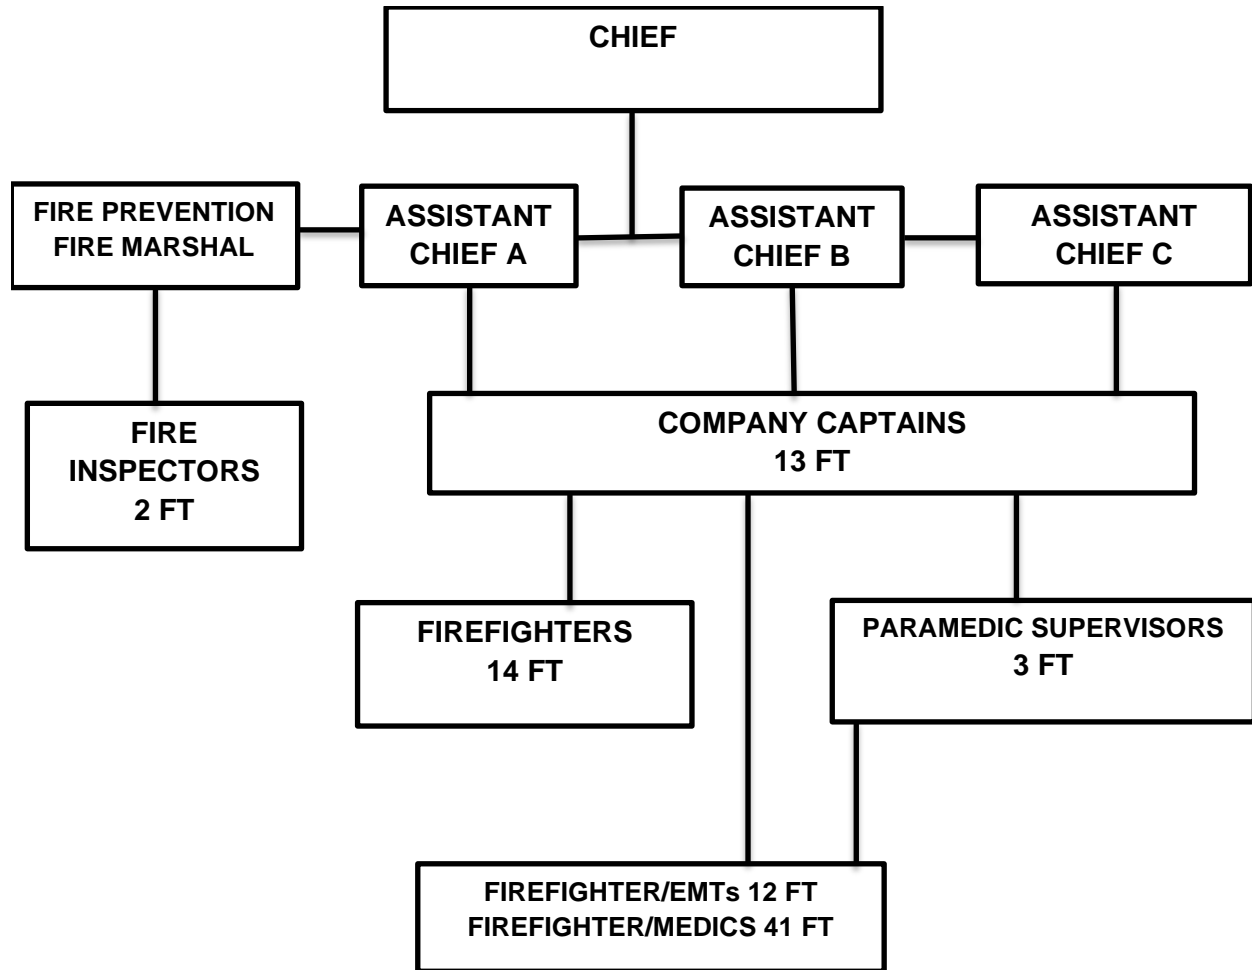 CHIEF
FIRE PREVENTION
FIRE MARSHAL
ASSISTANT
CHIEF A
ASSISTANT
CHIEF B
ASSISTANT
CHIEF C
FIRE
INSPECTORS
2 FT
COMPANY CAPTAINS
13 FT
FIREFIGHTERS
14 FT
PARAMEDIC SUPERVISORS
3 FT
FIREFIGHTER/EMTs 12 FT
FIREFIGHTER/MEDICS 41 FT